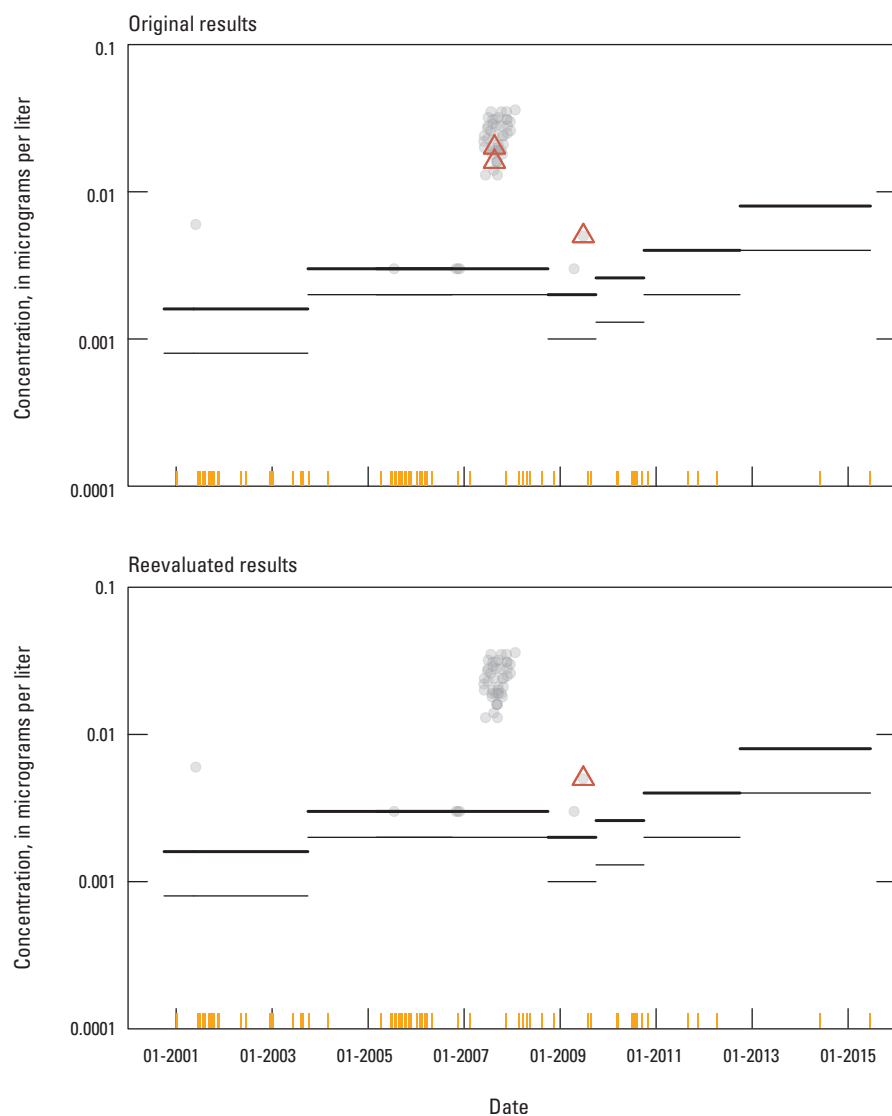 Original results
0.1
0.01
0.001
0.0001
Concentration, in micrograms per liter
Reevaluated results
0.1
0.01
0.001
0.0001
Concentration, in micrograms per liter
01-2001 01-2003 01-2005 01-2007 01-2009 01-2011 01-2013 01-2015
Date